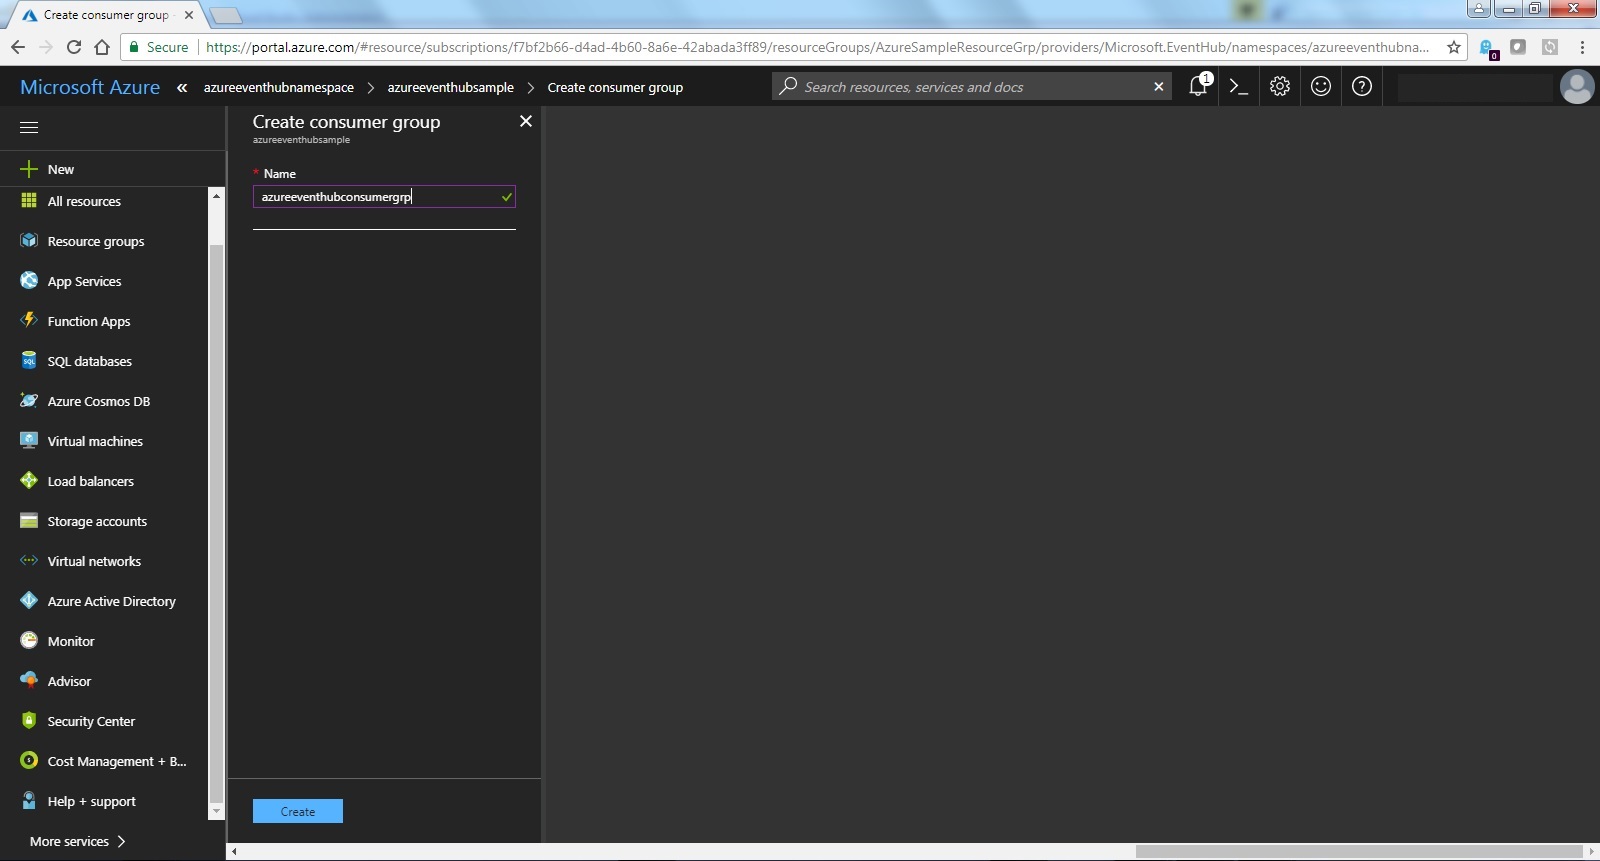 Create consumer group -
Secure | https://portal.azure.com/#resource/subscriptions/f7bf2b66-d4ad-4b60-8a6e-42abada3ff89/resourceGroups/AzureSampleResourceGrp/providers/Microsoft.EventHub/namespaces/azureeventhubna...
0
Microsoft Azure « azureeventhubnamespace > azureeventhubsample > Create consumer group
Search resources, services and docs
1
New
All resources
Resource groups
App Services
Function Apps
SQL databases
Azure Cosmos DB
Virtual machines
Load balancers
Storage accounts
Virtual networks
Azure Active Directory
Monitor
Advisor
Security Center
Cost Management + B...
Help + support
More services >
Create consumer group
azureeventhubsample
* Name
azureeventhubconsumergrp
Create